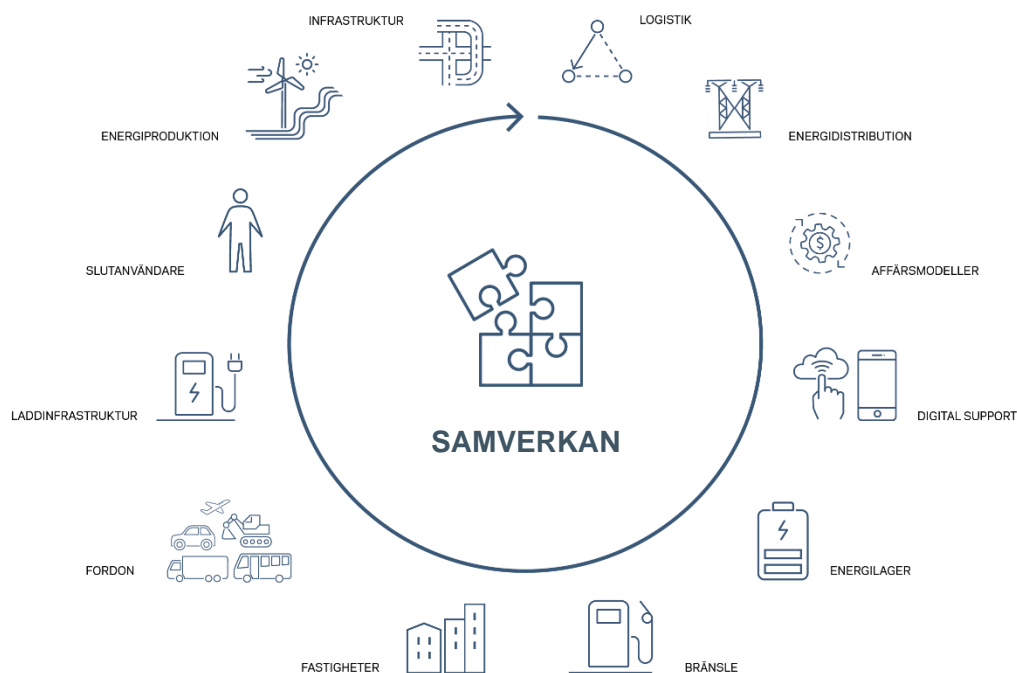 INFRASTRUKTUR
LOGISTIK
ENERGIPRODUKTION
ENERGIDISTRIBUTION
SLUTANVÄNDARE
AFFÄRSMODELLER
$
LADDINFRASTRUKTUR
DIGITAL SUPPORT
SAMVERKAN
FORDON
ENERGILAGER
FASTIGHETER
BRÄNSLE